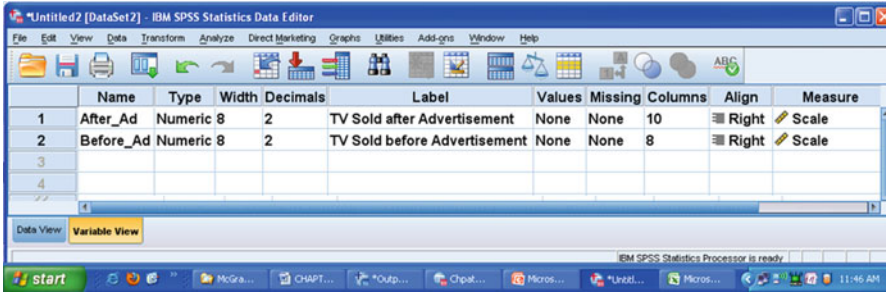 *Untitled2 [DataSet2] - IBM SPSS Statistics Data Editor
File Edit View Data Transform Analyze Direct Marketing Graphs Utilities Add-ons Window Help
Name Type Width Decimals Label Values Missing Columns Align Measure
1 After_Ad Numeric 8 2 TV Sold after Advertisement None None 10 Right Scale
2 Before_Ad Numeric 8 2 TV Sold before Advertisement None None 8 Right Scale
3
4
Data View Variable View
IBM SPSS Statistics Processor is ready
start McGra... CHAPT... *Outp... Chpat... Micros... *Untitl... Micros... 11:46 AM